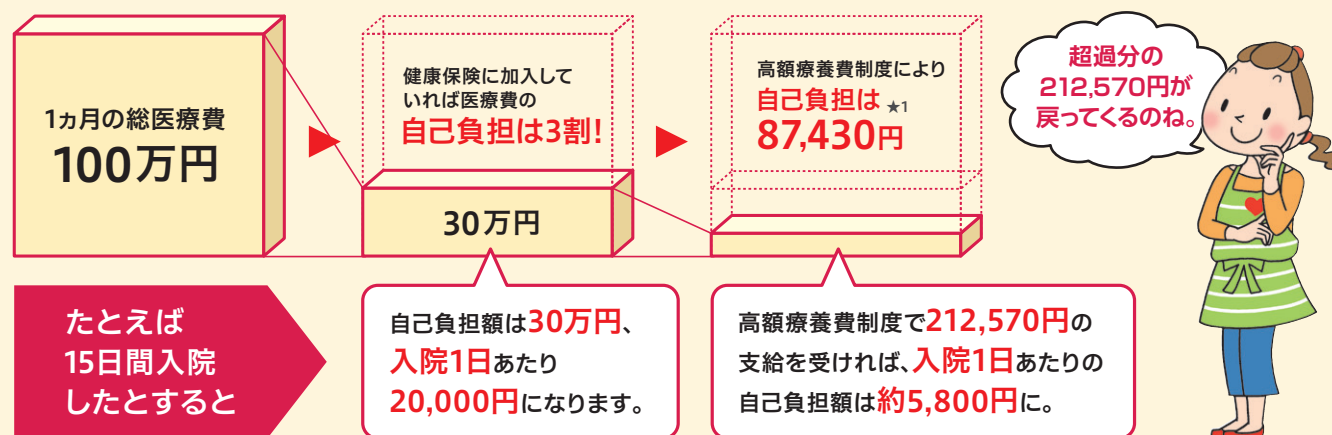 1ヵ月の総医療費
100万円
健康保険に加入して
いれば医療費の
自己負担は3割!
30万円
高額療養費制度により
自己負担は ★1
87,430円
超過分の
212,570円が
戻ってくるのね。
たとえば
15日間入院
したとすると
自己負担額は30万円、
入院1日あたり
20,000円になります。
高額療養費制度で212,570円の
支給を受ければ、入院1日あたりの
自己負担額は約5,800円に。